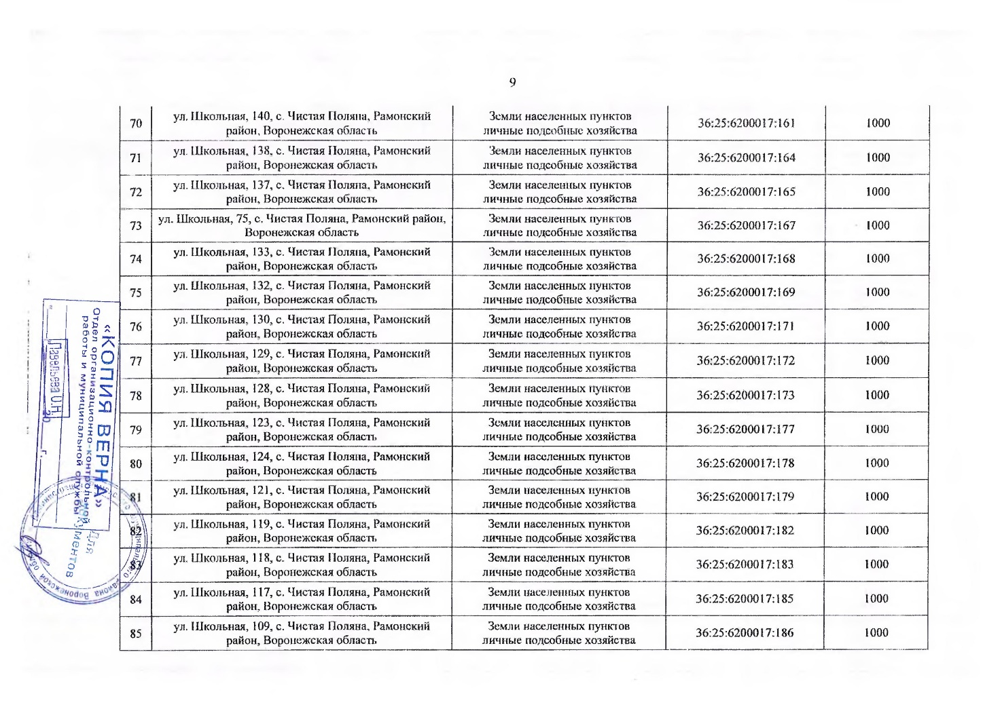 9
70
ул. Школьная, 140, с. Чистая Поляна, Рамонский
район, Воронежская область
Земли населенных пунктов
личные подсобные хозяйства
36:25:6200017:161
1000
71
ул. Школьная, 138, с. Чистая Поляна, Рамонский
район, Воронежская область
Земли населенных пунктов
личные подсобные хозяйства
36:25:6200017:164
1000
72
ул. Школьная, 137, с. Чистая Поляна, Рамонский
район, Воронежская область
Земли населенных пунктов
личные подсобные хозяйства
36:25:6200017:165
1000
73
ул. Школьная, 75, с. Чистая Поляна, Рамонский район,
Воронежская область
Земли населенных пунктов
личные подсобные хозяйства
36:25:6200017:167
1000
74
ул. Школьная, 133, с. Чистая Поляна, Рамонский
район, Воронежская область
Земли населенных пунктов
личные подсобные хозяйства
36:25:6200017:168
1000
75
ул. Школьная, 132, с. Чистая Поляна, Рамонский
район, Воронежская область
Земли населенных пунктов
личные подсобные хозяйства
36:25:6200017:169
1000
76
ул. Школьная, 130, с. Чистая Поляна, Рамонский
район, Воронежская область
Земли населенных пунктов
личные подсобные хозяйства
36:25:6200017:171
1000
77
ул. Школьная, 129, с. Чистая Поляна, Рамонский
район, Воронежская область
Земли населенных пунктов
личные подсобные хозяйства
36:25:6200017:172
1000
78
ул. Школьная, 128, с. Чистая Поляна, Рамонский
район, Воронежская область
Земли населенных пунктов
личные подсобные хозяйства
36:25:6200017:173
1000
79
ул. Школьная, 123, с. Чистая Поляна, Рамонский
район, Воронежская область
Земли населенных пунктов
личные подсобные хозяйства
36:25:6200017:177
1000
80
ул. Школьная, 124, с. Чистая Поляна, Рамонский
район, Воронежская область
Земли населенных пунктов
личные подсобные хозяйства
36:25:6200017:178
1000
81
ул. Школьная, 121, с. Чистая Поляна, Рамонский
район, Воронежская область
Земли населенных пунктов
личные подсобные хозяйства
36:25:6200017:179
1000
82
ул. Школьная, 119, с. Чистая Поляна, Рамонский
район, Воронежская область
Земли населенных пунктов
личные подсобные хозяйства
36:25:6200017:182
1000
83
ул. Школьная, 118, с. Чистая Поляна, Рамонский
район, Воронежская область
Земли населенных пунктов
личные подсобные хозяйства
36:25:6200017:183
1000
84
ул. Школьная, 117, с. Чистая Поляна, Рамонский
район, Воронежская область
Земли населенных пунктов
личные подсобные хозяйства
36:25:6200017:185
1000
85
ул. Школьная, 109, с. Чистая Поляна, Рамонский
район, Воронежская область
Земли населенных пунктов
личные подсобные хозяйства
36:25:6200017:186
1000
«КОПИЯ ВЕРНА»
Отдел организационно-контрольной
работы и муниципальной службы
20 г.
района Воронежской